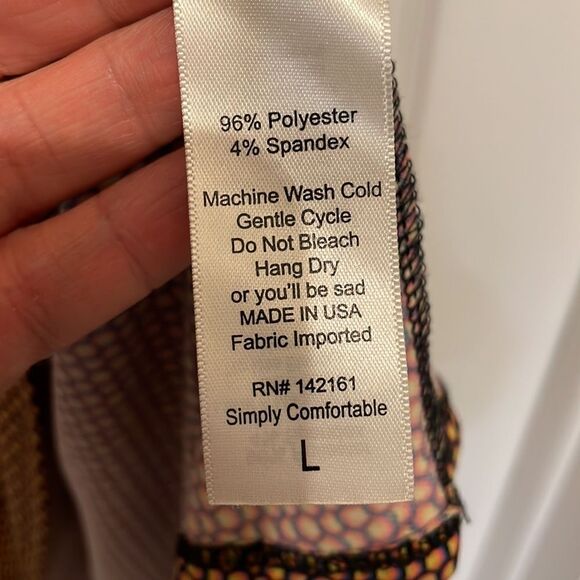 96% Polyester
4% Spandex
Machine Wash Cold
Gentle Cycle
Do Not Bleach
Hang Dry
or you'll be sad
MADE IN USA
Fabric Imported
RN# 142161
Simply Comfortable
L